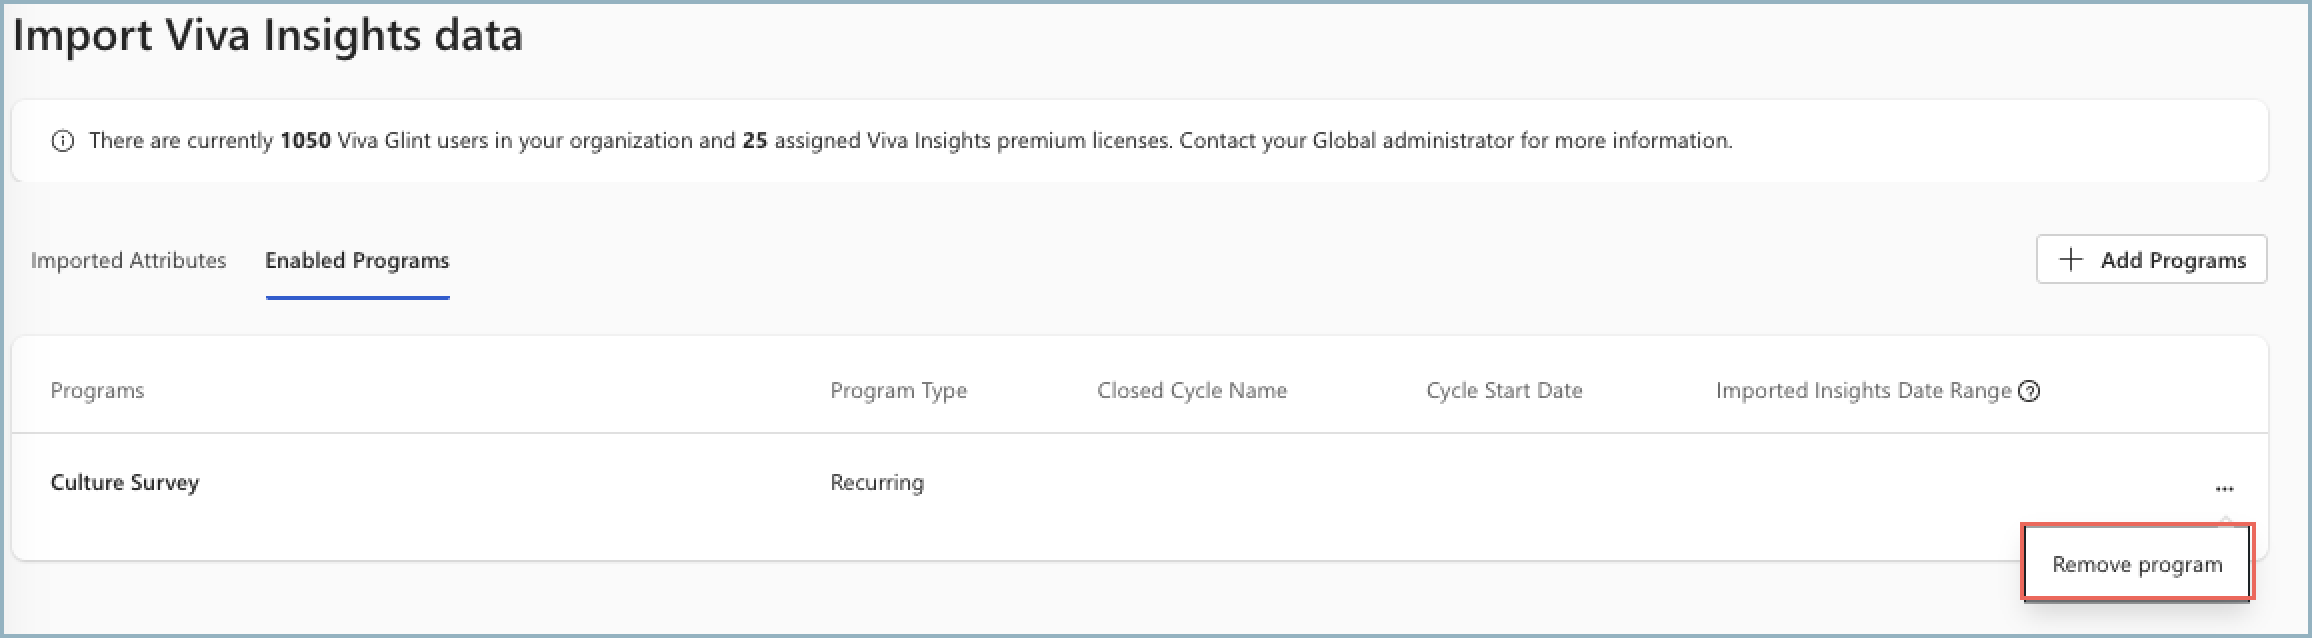 Import Viva Insights data
There are currently 1050 Viva Glint users in your organization and 25 assigned Viva Insights premium licenses. Contact your Global administrator for more information.
Imported Attributes Enabled Programs Add Programs
Programs Program Type Closed Cycle Name Cycle Start Date Imported Insights Date Range
Culture Survey Recurring ...
Remove program